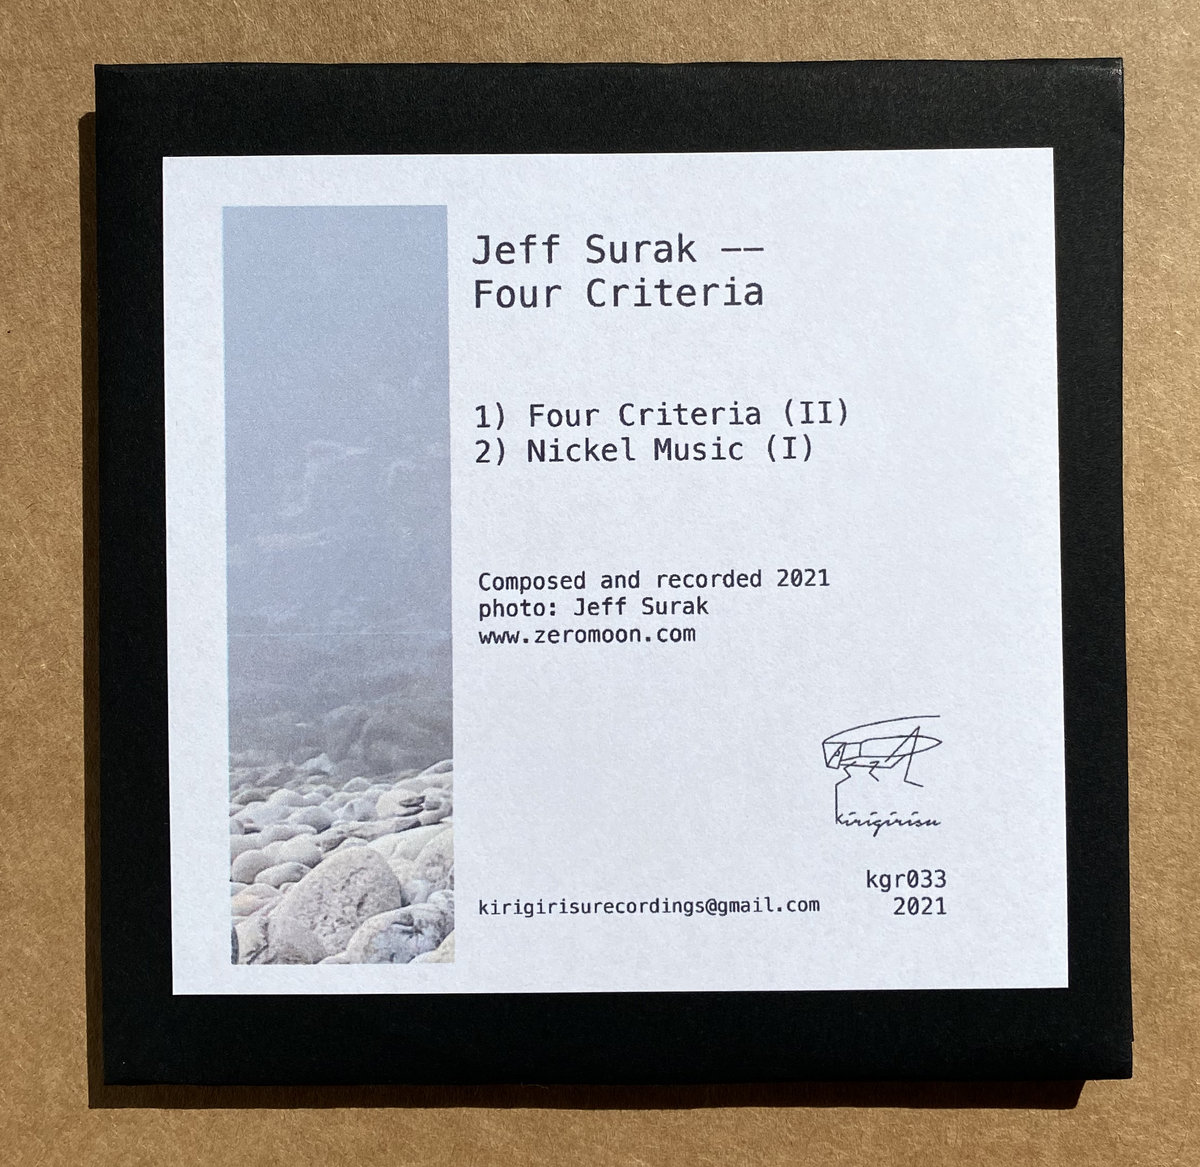 Jeff Surak ——
Four Criteria
1) Four Criteria (II)
2) Nickel Music (I)
Composed and recorded 2021
photo: Jeff Surak
www.zeromoon.com
kirigirisu
kgr033
kirigirisurecordings@gmail.com
2021